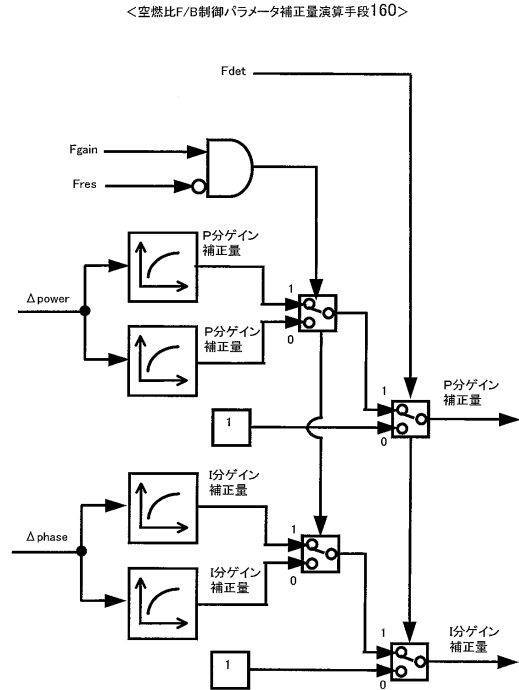 ＜空燃比F/B制御パラメータ補正量演算手段160＞
Fdet
Fgain
Fres
P分ゲイン
補正量
Δpower
1
P分ゲイン
補正量
0
P分ゲイン
補正量
1
1
0
I分ゲイン
補正量
Δphase
1
I分ゲイン
補正量
0
I分ゲイン
補正量
1
1
0